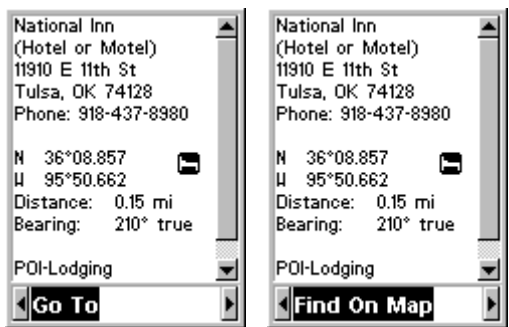 National Inn
(Hotel or Motel)
11910 E 11th St
Tulsa, OK 74128
Phone: 918-437-8980
N 36°08.857
W 95°50.662
Distance: 0.15 mi
Bearing: 210° true
POI-Lodging
Go To
National Inn
(Hotel or Motel)
11910 E 11th St
Tulsa, OK 74128
Phone: 918-437-8980
N 36°08.857
W 95°50.662
Distance: 0.15 mi
Bearing: 210° true
POI-Lodging
Find On Map